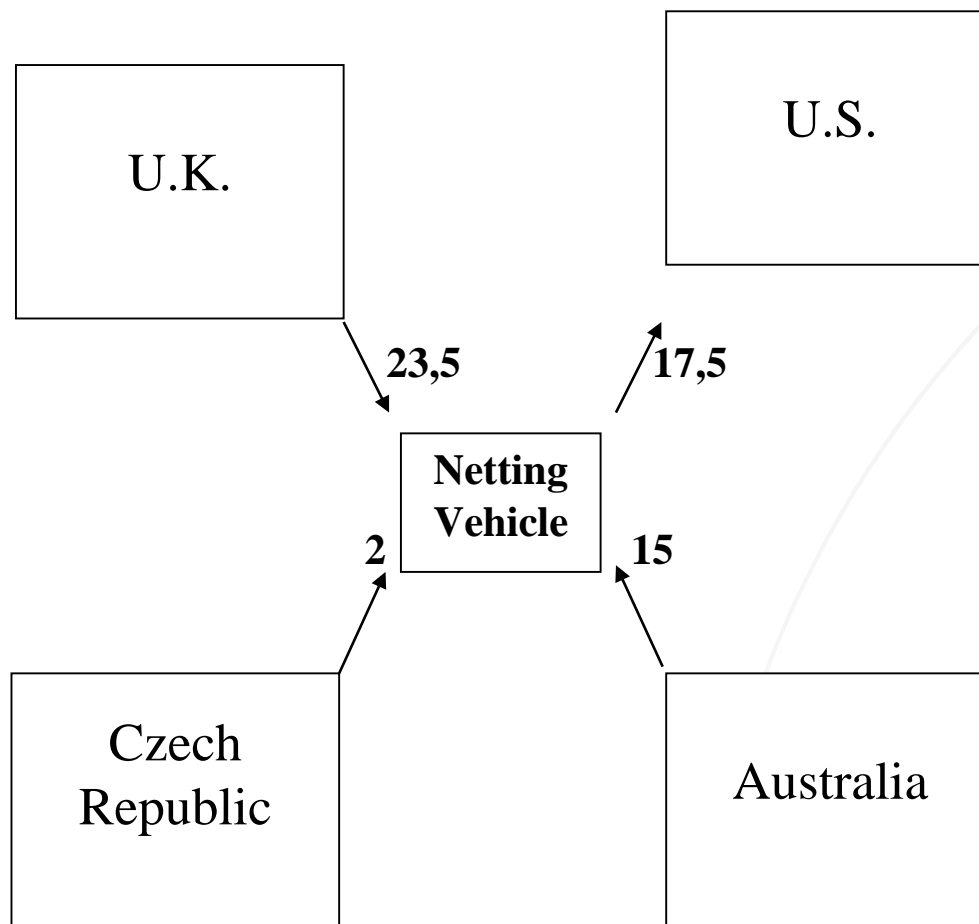 U.K.
U.S.
23,5
17,5
Netting
Vehicle
2
15
Czech
Republic
Australia